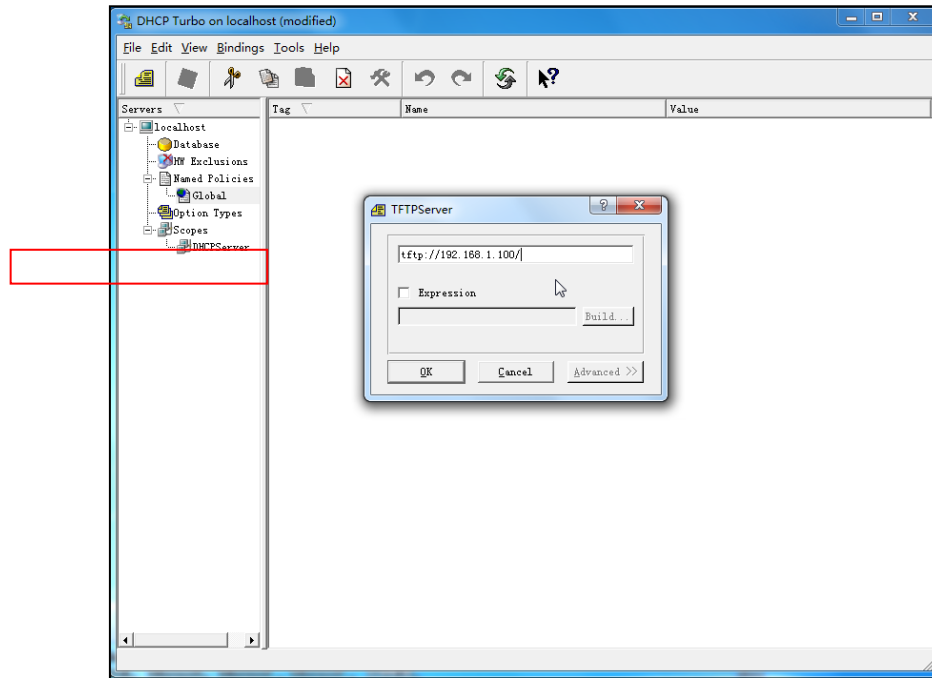 DHCP Turbo on localhost (modified)
File Edit View Bindings Tools Help
Servers Tag Name Value
localhost
Database
HW Exclusions
Named Policies
Global
Option Types
Scopes
DHCPServer
TFTPServer
tftp://192.168.1.100/
Expression
Build...
OK Cancel Advanced >>